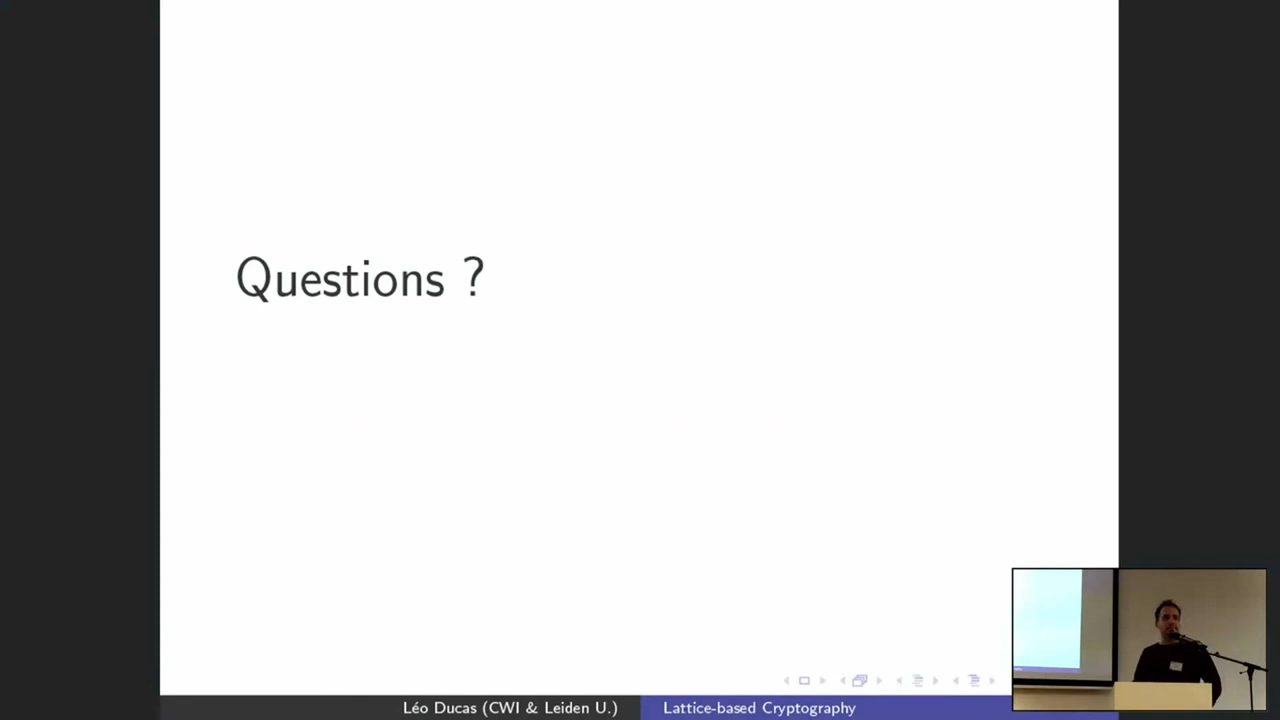 Questions ?
Léo Ducas (CWI & Leiden U.)
Lattice-based Cryptography